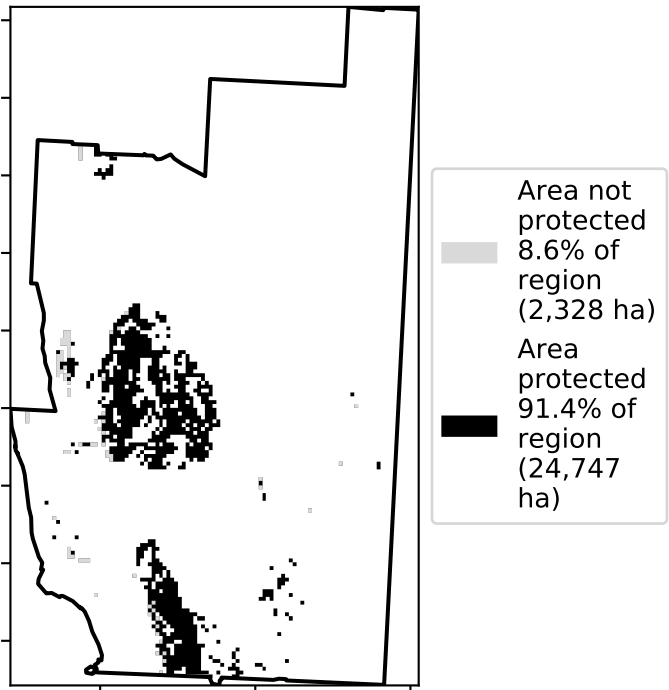 Area not
protected
8.6% of
region
(2,328 ha)
Area
protected
91.4% of
region
(24,747
ha)